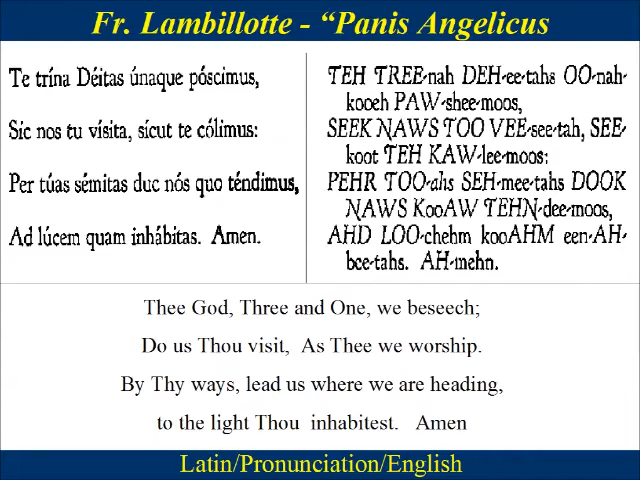 Fr. Lambillotte - “Panis Angelicus
Te trína Déitas únaque póscimus,
Sic nos tu vísita, sícut te cólimus:
Per túas sémitas duc nós quo téndimus,
Ad lúcem quam inhábitas. Amen.
TEH TREE-nah DEH-ee-tahs OO-nah-
kooeh PAW-shee-moos,
SEEK NAWS TOO VEE-see-tah, SEE-
koot TEH KAW-lee-moos:
PEHR TOO-ahs SEH-mee-tahs DOOK
NAWS KooAW TEHN-dee-moos,
AHD LOO-chehm kooAHM een-AH-
bee-tahs. AH-mehn.
Thee God, Three and One, we beseech;
Do us Thou visit, As Thee we worship.
By Thy ways, lead us where we are heading,
to the light Thou inhabitest. Amen
Latin/Pronunciation/English